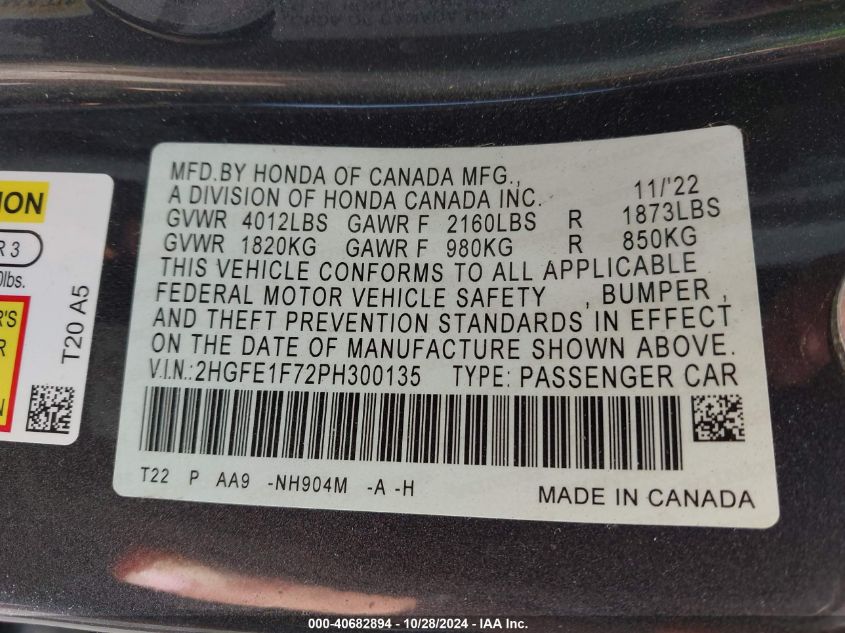 MFD.BY HONDA OF CANADA MFG.,
A DIVISION OF HONDA CANADA INC. 11/'22
GVWR 4012LBS GAWR F 2160LBS R 1873LBS
GVWR 1820KG GAWR F 980KG R 850KG
THIS VEHICLE CONFORMS TO ALL APPLICABLE
FEDERAL MOTOR VEHICLE SAFETY , BUMPER ,
AND THEFT PREVENTION STANDARDS IN EFFECT
ON THE DATE OF MANUFACTURE SHOWN ABOVE.
V.I.N.:2HGFE1F72PH300135 TYPE: PASSENGER CAR
T22 P AA9 -NH904M -A -H
MADE IN CANADA
R 3
lbs.
T20 A5
000-40682894 - 10/28/2024 - IAA Inc.